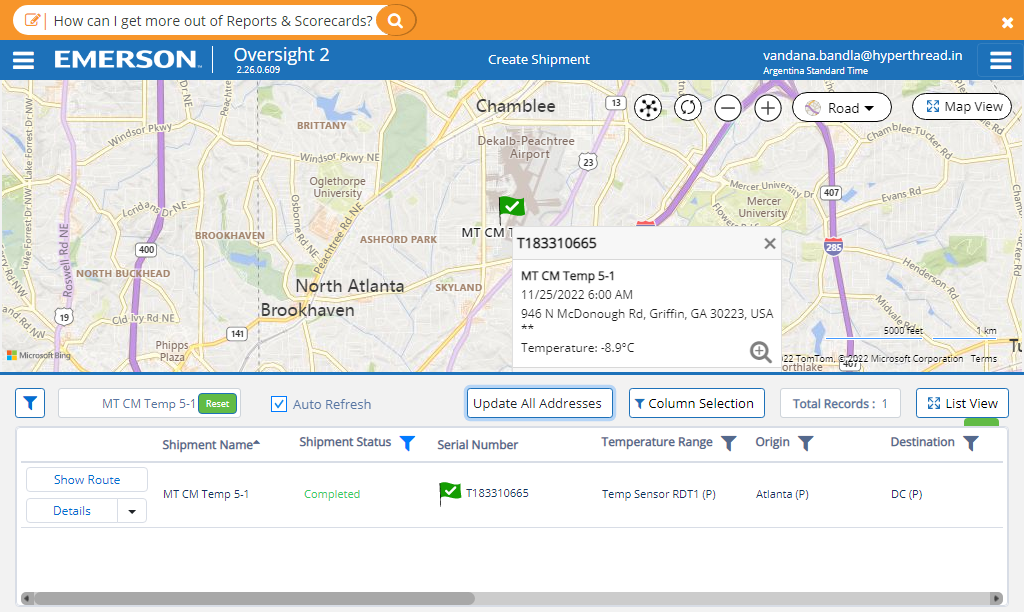 How can I get more out of Reports & Scorecards?
EMERSON
Oversight 2
2.26.0.609
Create Shipment
vandana.bandla@hyperthread.in
Argentina Standard Time
Chamblee
13
Road
Map View
BRITTANY
Windsor Pkwy
Windsor Pkwy NE
Dekalb-Peachtree
Airport
23
Chamblee-Tucker Rd
Oglethorpe
University
Mercer University Dr
Mercer
University
407
Evans Rd
Loridans Dr NE
Osborne Rd NE
Peachtree Rd NE
Lake Forrest Dr NW
Roswell Rd NE
BROOKHAVEN
ASHFORD PARK
MT CM T
400
285
NORTH BUCKHEAD
North Atlanta
SKYLAND
Brookhaven
Henderson Rd
Midvale Rd
19
Cld-Ivy Rd NE
141
Phipps
Plaza
T183310665
MT CM Temp 5-1
11/25/2022 6:00 AM
946 N McDonough Rd, Griffin, GA 30223, USA
**
Temperature: -8.9°C
5000 feet
1 km
Microsoft Bing
22 TomTom, © 2022 Microsoft Corporation Terms
407
MT CM Temp 5-1
Reset
Auto Refresh
Update All Addresses
Column Selection
Total Records : 1
List View
Shipment Name
Shipment Status
Serial Number
Temperature Range
Origin
Destination
Show Route
Details
MT CM Temp 5-1
Completed
T183310665
Temp Sensor RDT1 (P)
Atlanta (P)
DC (P)